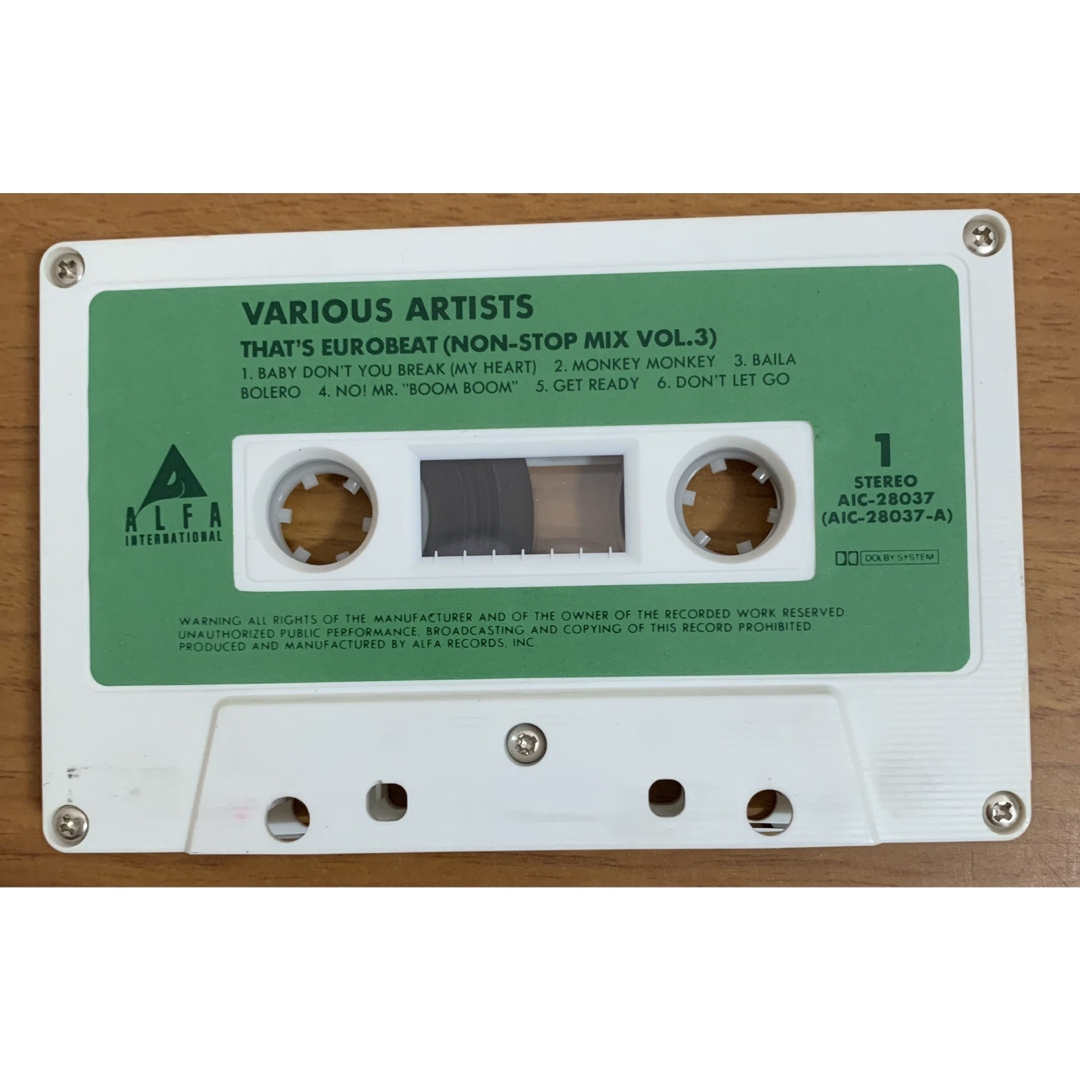 VARIOUS ARTISTS
THAT'S EUROBEAT (NON-STOP MIX VOL.3)
1. BABY DON'T YOU BREAK (MY HEART) 2. MONKEY MONKEY 3. BAILA
BOLERO 4. NO! MR. "BOOM BOOM" 5. GET READY 6. DON'T LET GO
ALFA
INTERNATIONAL
1
STEREO
AIC-28037
(AIC-28037-A)
DOLBY SYSTEM
WARNING ALL RIGHTS OF THE MANUFACTURER AND OF THE OWNER OF THE RECORDED WORK RESERVED
UNAUTHORIZED PUBLIC PERFORMANCE, BROADCASTING AND COPYING OF THIS RECORD PROHIBITED
PRODUCED AND MANUFACTURED BY ALFA RECORDS, INC